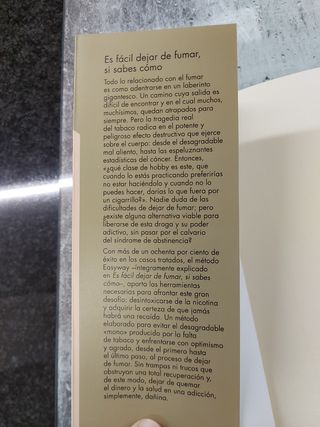 Es fácil dejar de fumar,
si sabes cómo
Todo lo relacionado con el fumar
es como adentrarse en un laberinto
gigantesco. Un camino cuya salida es
difícil de encontrar y en el cual muchos,
muchísimos, quedan atrapados para
siempre. Pero la tragedia real
del tabaco radica en el potente y
peligroso efecto destructivo que ejerce
sobre el cuerpo: desde el desagradable
mal aliento, hasta las espeluznantes
estadísticas del cáncer. Entonces,
«¿qué clase de hobby es este, que
cuando lo estás practicando preferirías
no estar haciéndolo y cuando no lo
puedes hacer, darías lo que fuera por
un cigarrillo?». Nadie duda de las
dificultades de dejar de fumar; pero
¿existe alguna alternativa viable para
liberarse de esta droga y su poder
adictivo, sin pasar por el calvario
del síndrome de abstinencia?
Con más de un ochenta por ciento de
éxito en los casos tratados, el método
Easyway –íntegramente explicado
en Es fácil dejar de fumar, si sabes
cómo–, aporta las herramientas
necesarias para afrontar este gran
desafío: desintoxicarse de la nicotina
y adquirir la certeza de que jamás
habrá una recaída. Un método
elaborado para evitar el desagradable
«mono» producido por la falta
de tabaco y enfrentarse con optimismo
y agrado, desde el primero hasta
el último paso, al proceso de dejar
de fumar. Sin trampas ni trucos que
obstruyan una total recuperación y,
de este modo, dejar de quemar
el dinero y la salud en una adicción,
simplemente, dañina.